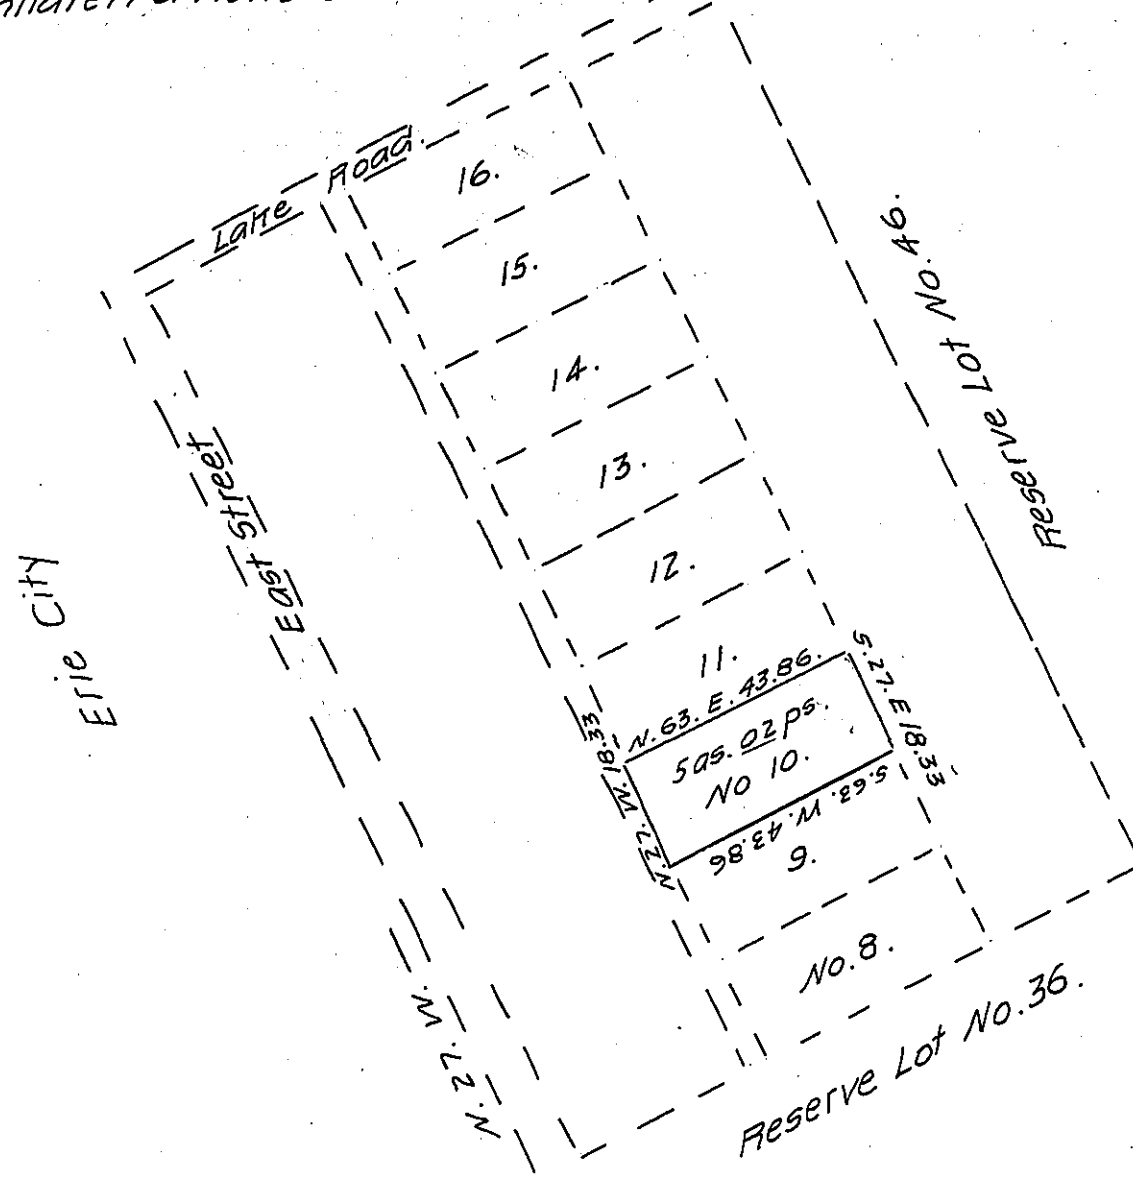 Lake Road
16.
15.
14.
13.
12.
11.
N. 63. E. 43.86.
S. 27. E 18.33
5 as. 02 ps.
No 10.
N. 27. W. 18.33
S. 63. W. 43.86
9.
No. 8.
Reserve Lot No. 46.
Reserve Lot No. 36.
East Street
Erie City
N. 27. W.